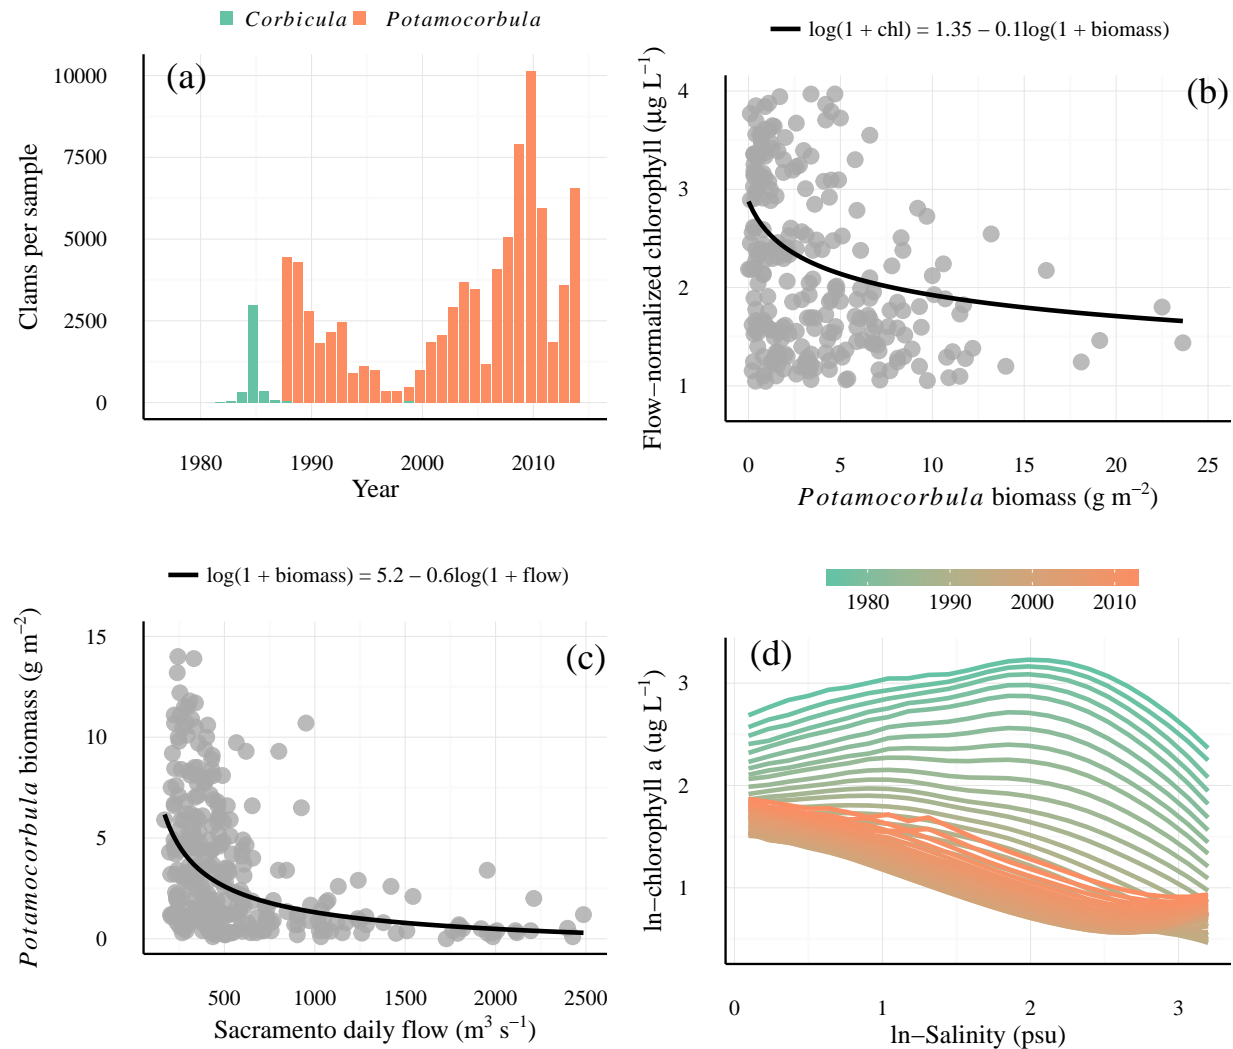 Corbicula Potamocorbula
(a)
Clams per sample
10000
7500
5000
2500
0
1980 1990 2000 2010
Year
log(1 + chl) = 1.35 − 0.1log(1 + biomass)
(b)
Flow−normalized chlorophyll (µg L−1)
4
3
2
1
0 5 10 15 20 25
Potamocorbula biomass (g m−2)
log(1 + biomass) = 5.2 − 0.6log(1 + flow)
(c)
Potamocorbula biomass (g m−2)
15
10
5
0
500 1000 1500 2000 2500
Sacramento daily flow (m3 s−1)
1980 1990 2000 2010
(d)
ln−chlorophyll a (ug L−1)
3
2
1
0 1 2 3
ln−Salinity (psu)